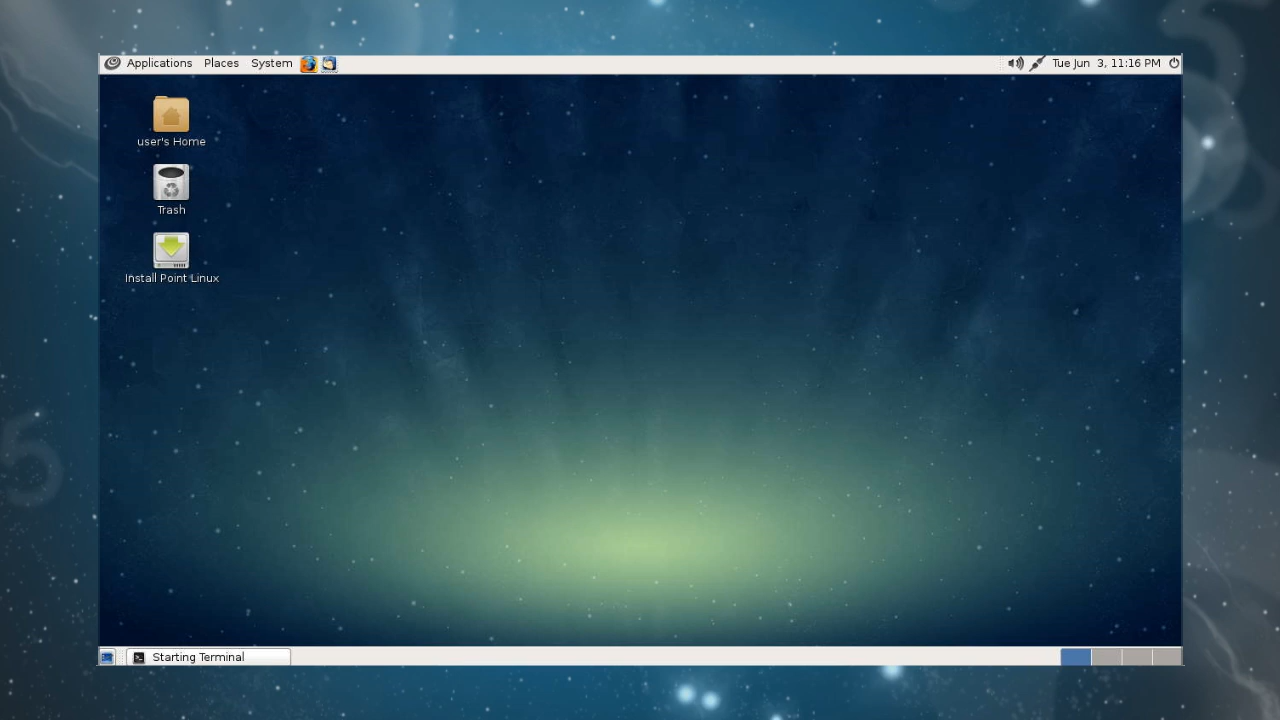 Applications Places System Tue Jun 3, 11:16 PM
user's Home
Trash
Install Point Linux
Starting Terminal